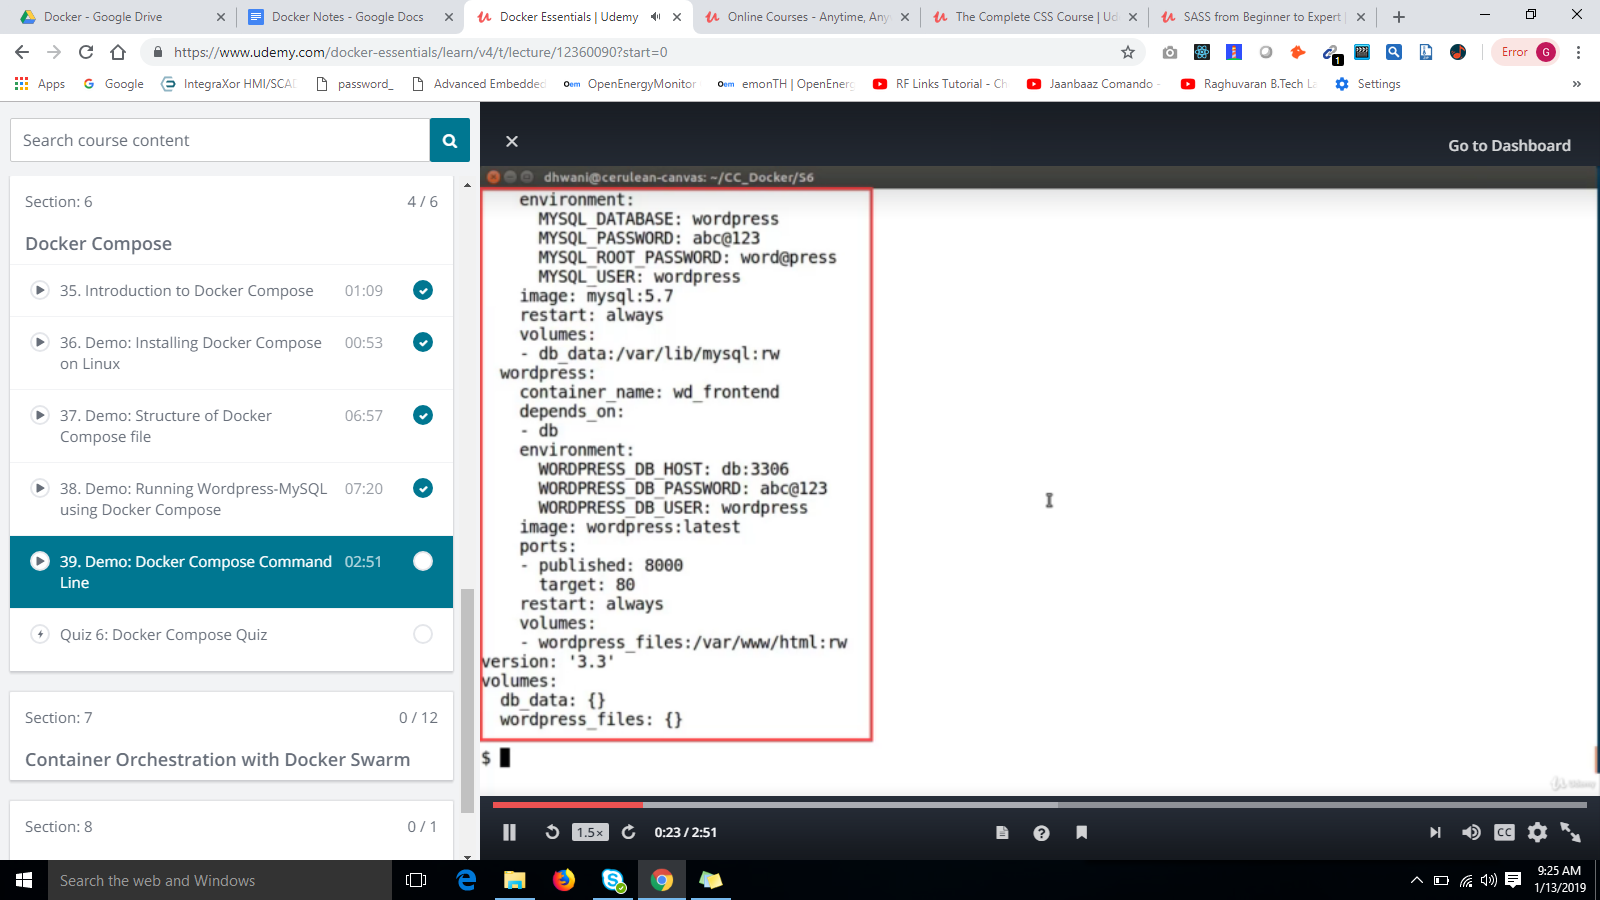 Docker - Google Drive
Docker Notes - Google Docs
Docker Essentials | Udemy
Online Courses - Anytime, Any
The Complete CSS Course | Ud
SASS from Beginner to Expert |
https://www.udemy.com/docker-essentials/learn/v4/t/lecture/12360090?start=0
1
Error
G
Apps
Google
IntegraXor HMI/SCA
password_
Advanced Embedded
OpenEnergyMonitor
emonTH | OpenEnerg
RF Links Tutorial - Ch
Jaanbaaz Comando -
Raghuvaran B.Tech L
Settings
»
Search course content
Section: 6
4 / 6
Docker Compose
35. Introduction to Docker Compose
01:09
36. Demo: Installing Docker Compose
on Linux
00:53
37. Demo: Structure of Docker
Compose file
06:57
38. Demo: Running Wordpress-MySQL
using Docker Compose
07:20
39. Demo: Docker Compose Command
Line
02:51
Quiz 6: Docker Compose Quiz
Section: 7
0 / 12
Container Orchestration with Docker Swarm
Section: 8
0 / 1
Go to Dashboard
dhwani@cerulean-canvas: ~/CC_Docker/S6
environment:
MYSQL_DATABASE: wordpress
MYSQL_PASSWORD: abc@123
MYSQL_ROOT_PASSWORD: word@press
MYSQL_USER: wordpress
image: mysql:5.7
restart: always
volumes:
- db_data:/var/lib/mysql:rw
wordpress:
container_name: wd_frontend
depends_on:
- db
environment:
WORDPRESS_DB_HOST: db:3306
WORDPRESS_DB_PASSWORD: abc@123
WORDPRESS_DB_USER: wordpress
image: wordpress:latest
ports:
- published: 8000
target: 80
restart: always
volumes:
- wordpress_files:/var/www/html:rw
version: '3.3'
volumes:
db_data: {}
wordpress_files: {}
$
Udemy
1.5×
0:23 / 2:51
CC
Search the web and Windows
9:25 AM
1/13/2019